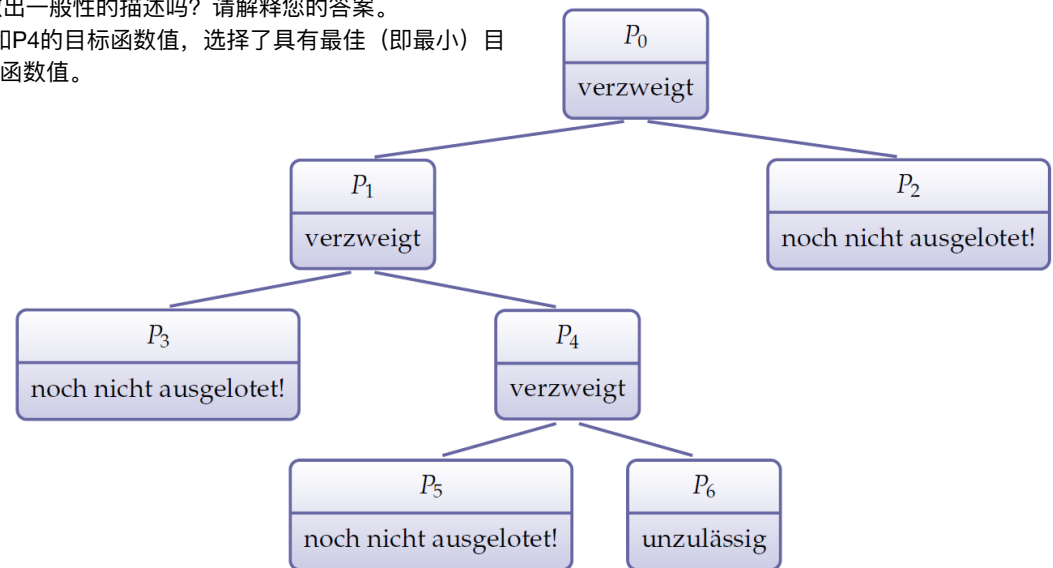 出一般性的描述吗？请解释您的答案。
和P4的目标函数值，选择了具有最佳（即最小）目
函数值。
P0
verzweigt
P1
verzweigt
P2
noch nicht ausgelotet!
P3
noch nicht ausgelotet!
P4
verzweigt
P5
noch nicht ausgelotet!
P6
unzulässig